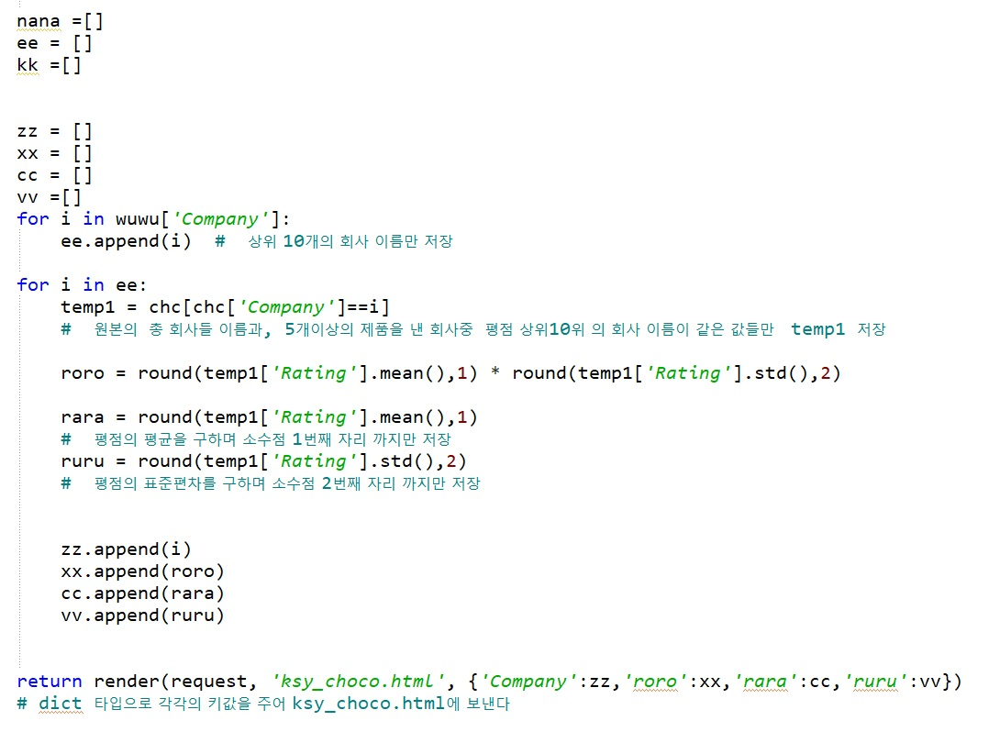 nana =[]
ee = []
kk =[]
zz = []
xx = []
cc = []
vv =[]
for i in wuwu['Company']:
    ee.append(i)  #  상위 10개의 회사 이름만 저장
for i in ee:
    temp1 = chc[chc['Company']==i]
    #  원본의 총 회사들 이름과, 5개이상의 제품을 낸 회사중 평점 상위10위 의 회사 이름이 같은 값들만 temp1 저장
    roro = round(temp1['Rating'].mean(),1) * round(temp1['Rating'].std(),2)
    rara = round(temp1['Rating'].mean(),1)
    #  평점의 평균을 구하며 소수점 1번째 자리 까지만 저장
    ruru = round(temp1['Rating'].std(),2)
    #  평점의 표준편차를 구하며 소수점 2번째 자리 까지만 저장
    zz.append(i)
    xx.append(roro)
    cc.append(rara)
    vv.append(ruru)
return render(request, 'ksy_choco.html', {'Company':zz,'roro':xx,'rara':cc,'ruru':vv})
# dict 타입으로 각각의 키값을 주어 ksy_choco.html에 보낸다